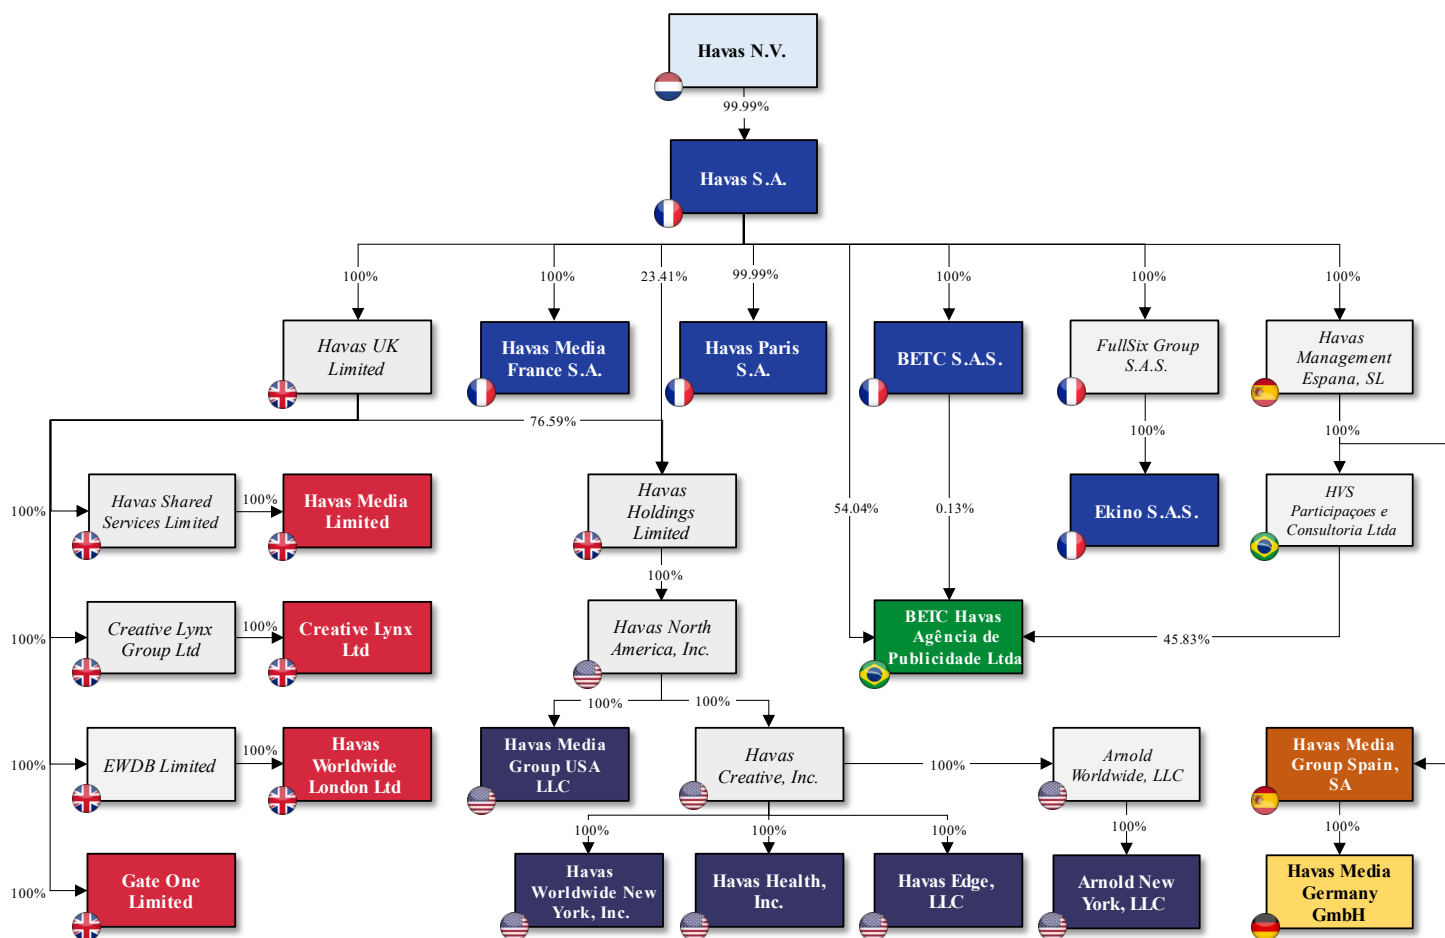 Havas N.V.
99.99%
Havas S.A.
100%
100%
23.41%
99.99%
100%
100%
100%
Havas UK
Limited
Havas Media
France S.A.
Havas Paris
S.A.
BETC S.A.S.
FullSix Group
S.A.S.
Havas
Management
Espana, SL
76.59%
100%
100%
100%
Havas Shared
Services Limited
100%
Havas Media
Limited
Havas
Holdings
Limited
54.04%
0.13%
Ekino S.A.S.
HVS
Participaçoes e
Consultoria Ltda
100%
100%
Creative Lynx
Group Ltd
100%
Creative Lynx
Ltd
Havas North
America, Inc.
BETC Havas
Agência de
Publicidade Ltda
45.83%
100%
100%
100%
EWDB Limited
100%
Havas
Worldwide
London Ltd
Havas Media
Group USA
LLC
Havas
Creative, Inc.
100%
Arnold
Worldwide, LLC
Havas Media
Group Spain,
SA
100%
100%
100%
100%
100%
100%
Gate One
Limited
Havas
Worldwide New
York, Inc.
Havas Health,
Inc.
Havas Edge,
LLC
Arnold New
York, LLC
Havas Media
Germany
GmbH